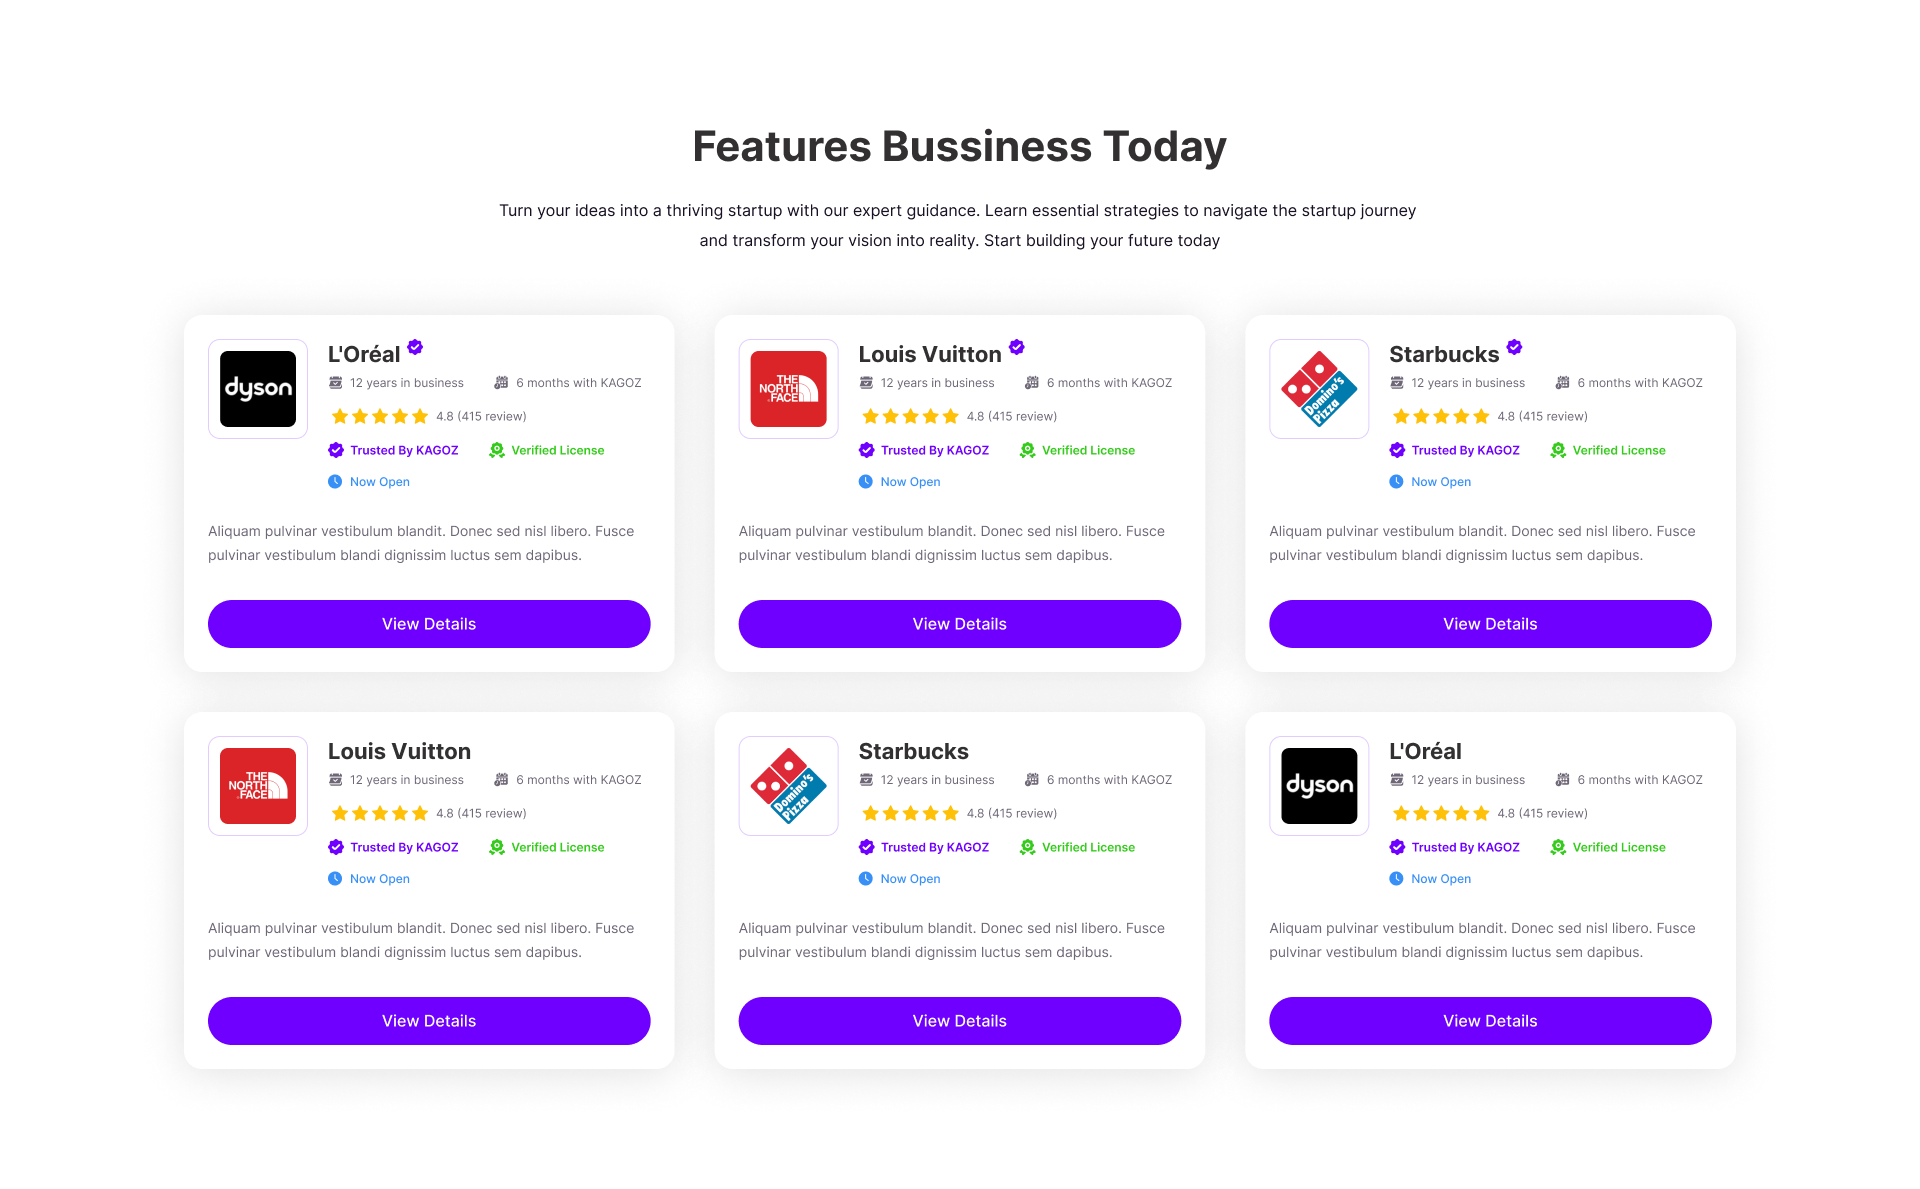 Features Bussiness Today
Turn your ideas into a thriving startup with our expert guidance. Learn essential strategies to navigate the startup journey
and transform your vision into reality. Start building your future today
dyson
L'Oréal
12 years in business
6 months with KAGOZ
4.8 (415 review)
Trusted By KAGOZ
Verified License
Now Open
Aliquam pulvinar vestibulum blandit. Donec sed nisl libero. Fusce
pulvinar vestibulum blandi dignissim luctus sem dapibus.
View Details
THE
NORTH
FACE
Louis Vuitton
12 years in business
6 months with KAGOZ
4.8 (415 review)
Trusted By KAGOZ
Verified License
Now Open
Aliquam pulvinar vestibulum blandit. Donec sed nisl libero. Fusce
pulvinar vestibulum blandi dignissim luctus sem dapibus.
View Details
Domino's
Pizza
Starbucks
12 years in business
6 months with KAGOZ
4.8 (415 review)
Trusted By KAGOZ
Verified License
Now Open
Aliquam pulvinar vestibulum blandit. Donec sed nisl libero. Fusce
pulvinar vestibulum blandi dignissim luctus sem dapibus.
View Details
THE
NORTH
FACE
Louis Vuitton
12 years in business
6 months with KAGOZ
4.8 (415 review)
Trusted By KAGOZ
Verified License
Now Open
Aliquam pulvinar vestibulum blandit. Donec sed nisl libero. Fusce
pulvinar vestibulum blandi dignissim luctus sem dapibus.
View Details
Domino's
Pizza
Starbucks
12 years in business
6 months with KAGOZ
4.8 (415 review)
Trusted By KAGOZ
Verified License
Now Open
Aliquam pulvinar vestibulum blandit. Donec sed nisl libero. Fusce
pulvinar vestibulum blandi dignissim luctus sem dapibus.
View Details
dyson
L'Oréal
12 years in business
6 months with KAGOZ
4.8 (415 review)
Trusted By KAGOZ
Verified License
Now Open
Aliquam pulvinar vestibulum blandit. Donec sed nisl libero. Fusce
pulvinar vestibulum blandi dignissim luctus sem dapibus.
View Details